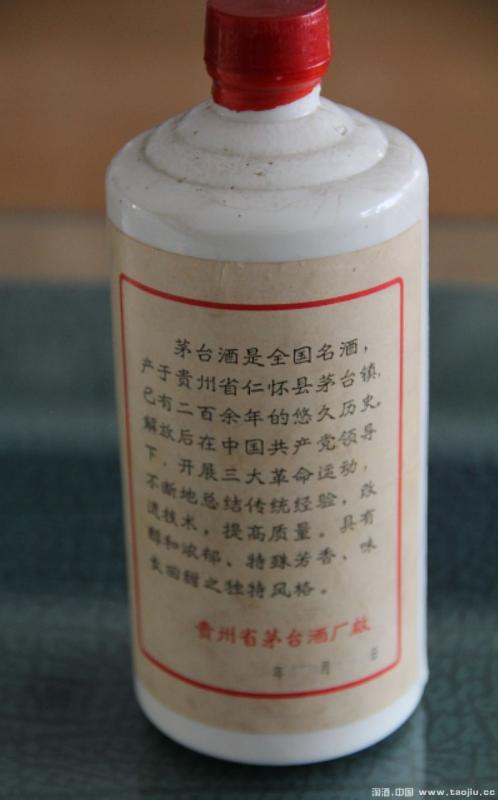 茅台酒是全国名酒，
产于贵州省仁怀县茅台镇，
已有二百余年的悠久历史。
解放后在中国共产党领导
下，开展三大革命运动，
不断地总结传统经验，改
进技术，提高质量。具有
醇和浓郁、特殊芳香、味
长回甜之独特风格。
贵州省茅台酒厂启
年 月 日
淘酒.中国 www.taojiu.cc